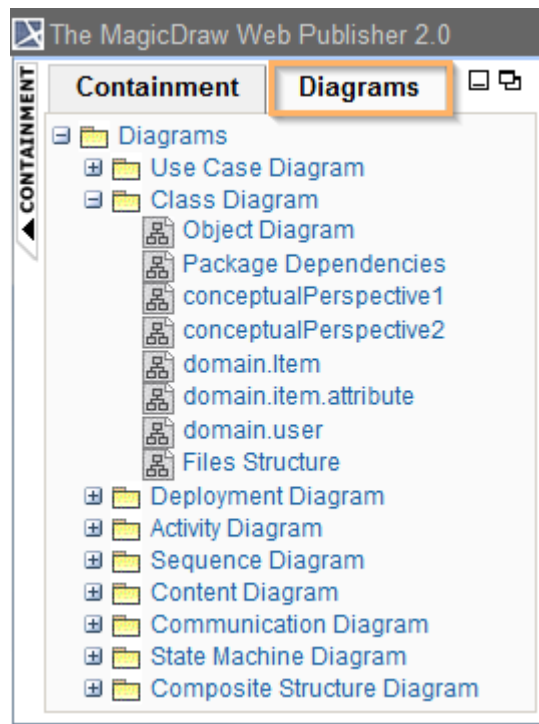 The MagicDraw Web Publisher 2.0
CONTAINMENT
Containment Diagrams
Diagrams
Use Case Diagram
Class Diagram
Object Diagram
Package Dependencies
conceptualPerspective1
conceptualPerspective2
domain.Item
domain.item.attribute
domain.user
Files Structure
Deployment Diagram
Activity Diagram
Sequence Diagram
Content Diagram
Communication Diagram
State Machine Diagram
Composite Structure Diagram